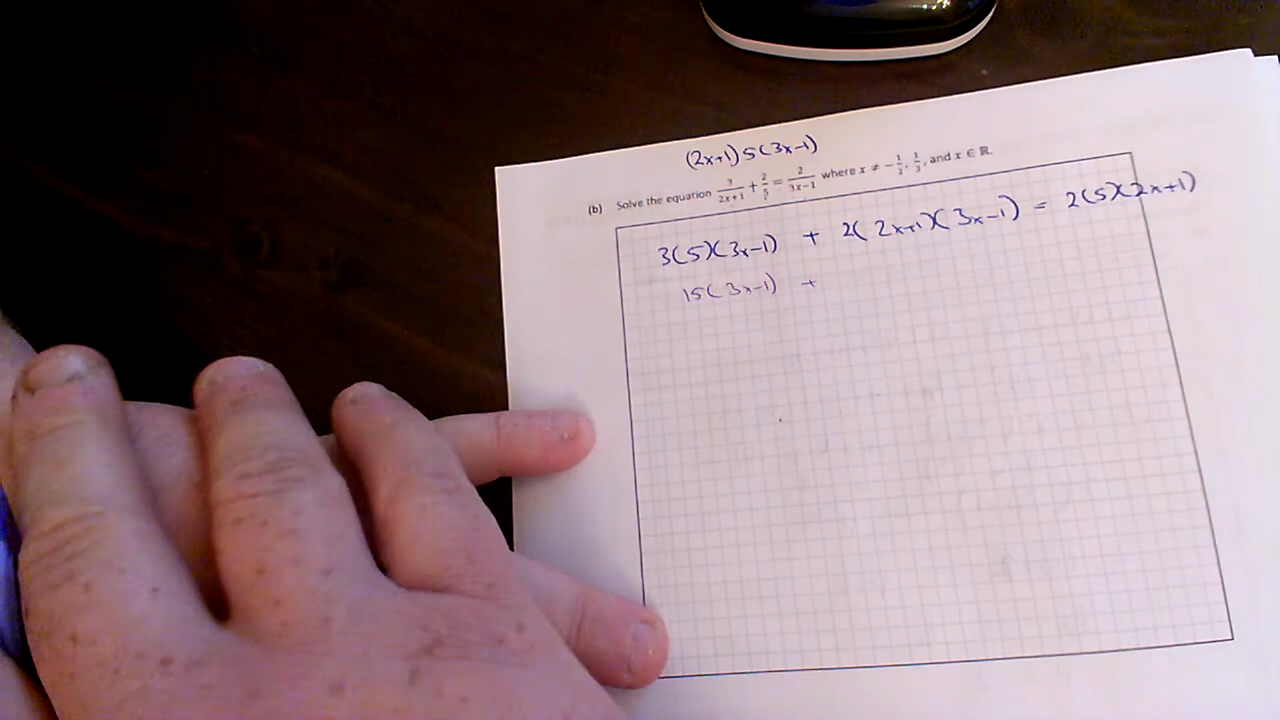 (2x+1)5(3x-1)
(b) Solve the equation 3/(2x+1) + 2/5 = 2/(3x-1) where x ≠ -1/2, 1/3, and x ∈ ℝ.
3(5)(3x-1) + 2(2x+1)(3x-1) = 2(5)(2x+1)
15(3x-1) +